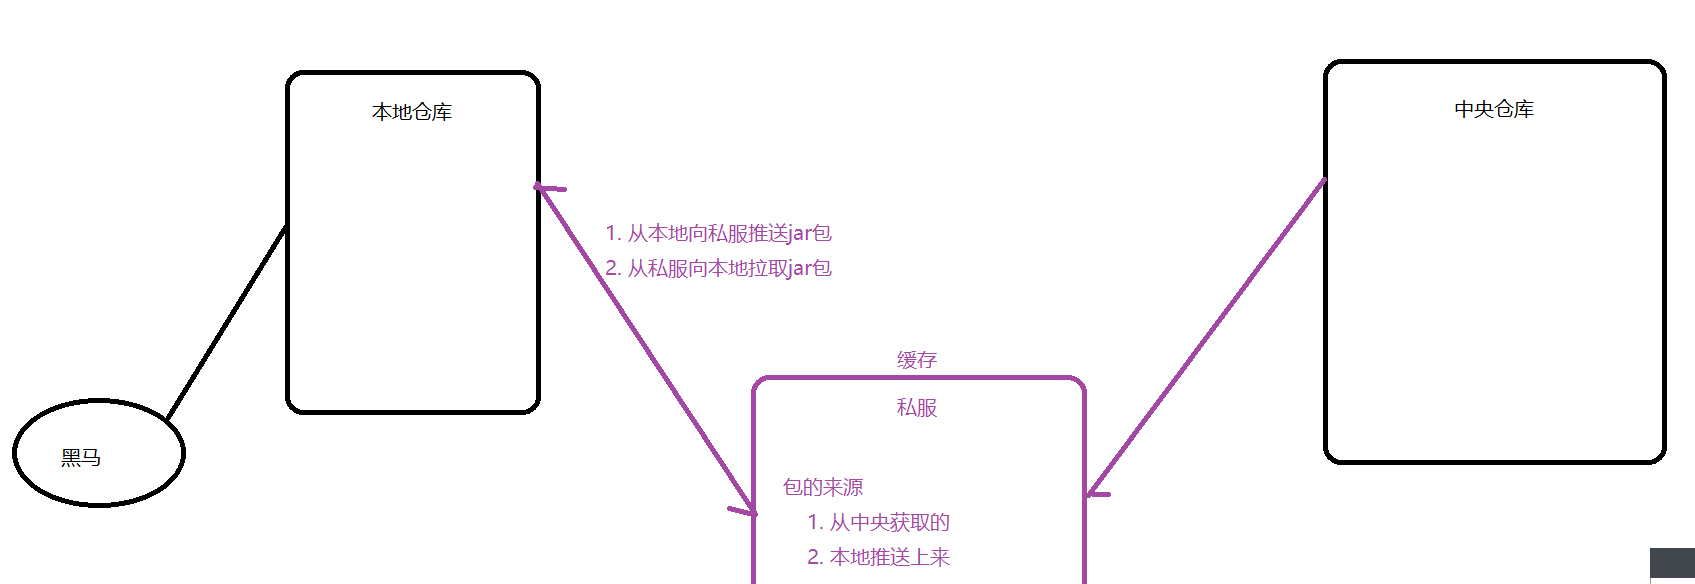 本地仓库
中央仓库
1. 从本地向私服推送jar包
2. 从私服向本地拉取jar包
缓存
私服
黑马
包的来源
1. 从中央获取的
2. 本地推送上来